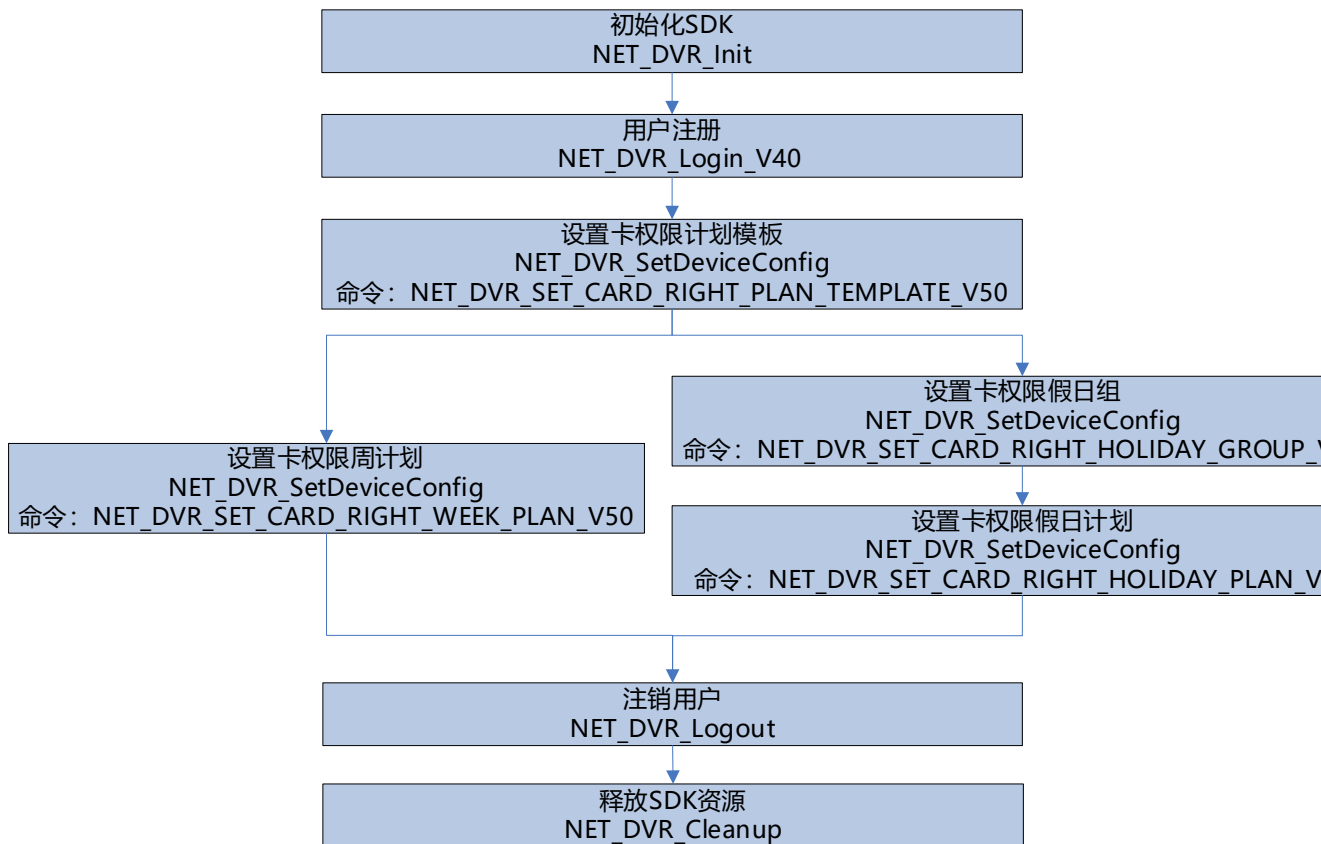 初始化SDK
NET_DVR_Init
用户注册
NET_DVR_Login_V40
设置卡权限计划模板
NET_DVR_SetDeviceConfig
命令：NET_DVR_SET_CARD_RIGHT_PLAN_TEMPLATE_V50
设置卡权限周计划
NET_DVR_SetDeviceConfig
命令：NET_DVR_SET_CARD_RIGHT_WEEK_PLAN_V50
设置卡权限假日组
NET_DVR_SetDeviceConfig
命令：NET_DVR_SET_CARD_RIGHT_HOLIDAY_GROUP_V
设置卡权限假日计划
NET_DVR_SetDeviceConfig
命令：NET_DVR_SET_CARD_RIGHT_HOLIDAY_PLAN_V
注销用户
NET_DVR_Logout
释放SDK资源
NET_DVR_Cleanup